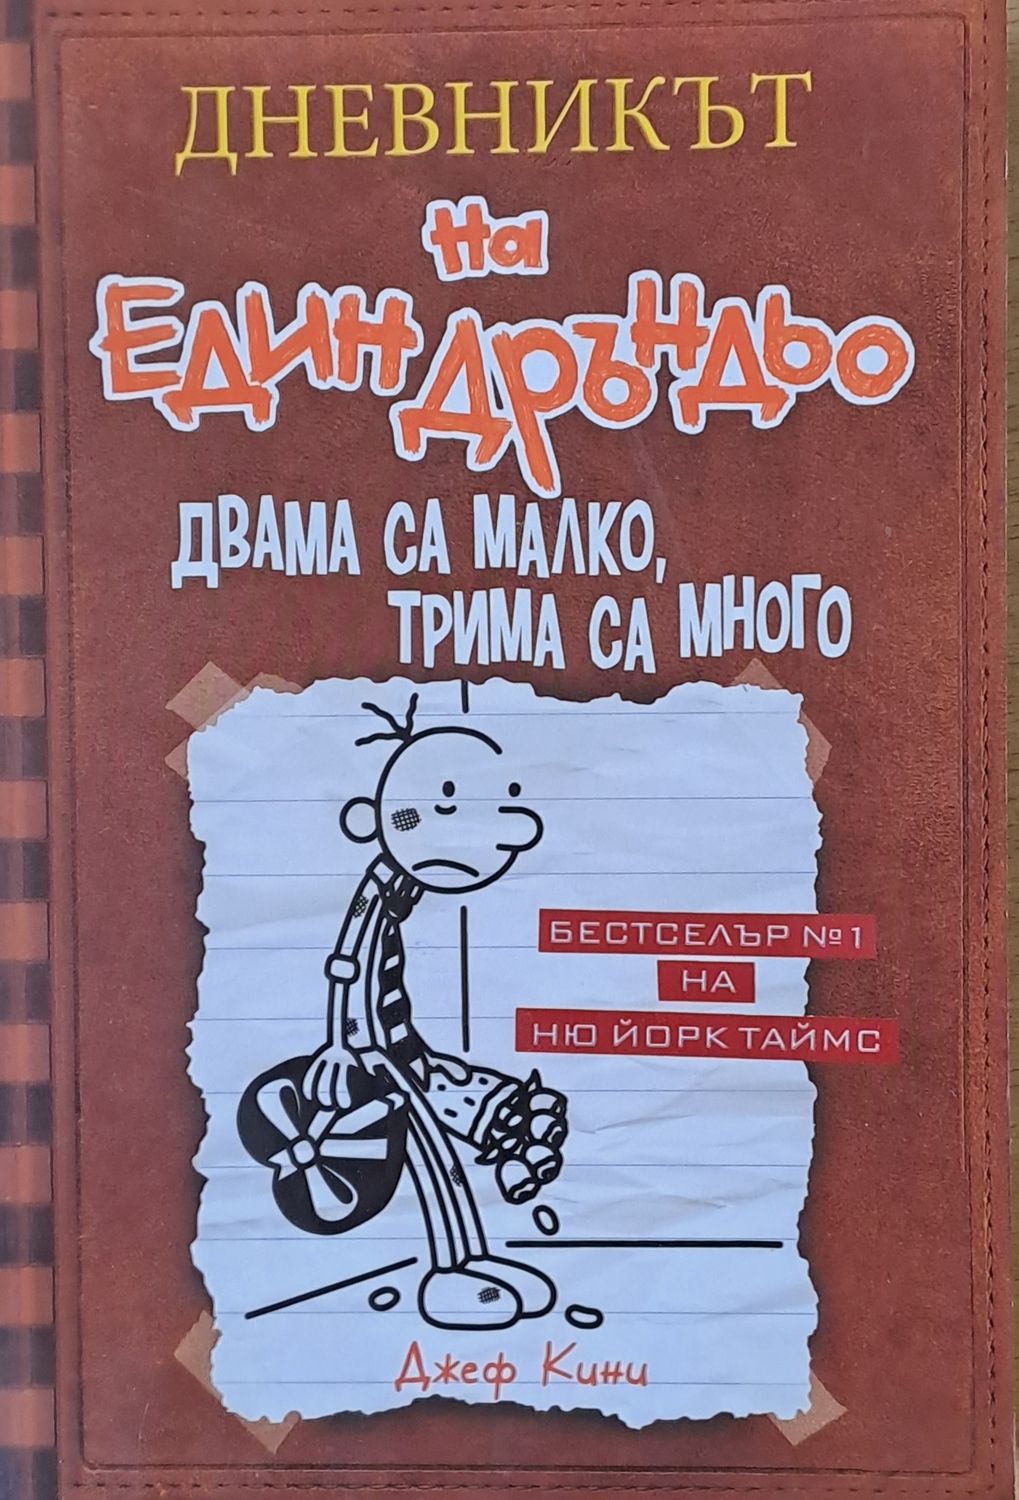 ДНЕВНИКЪТ
на
ЕДИН ДРЪНДЬО
ДВАМА СА МАЛКО,
ТРИМА СА МНОГО
БЕСТСЕЛЪР №1
НА
НЮ ЙОРК ТАЙМС
Джеф Кини